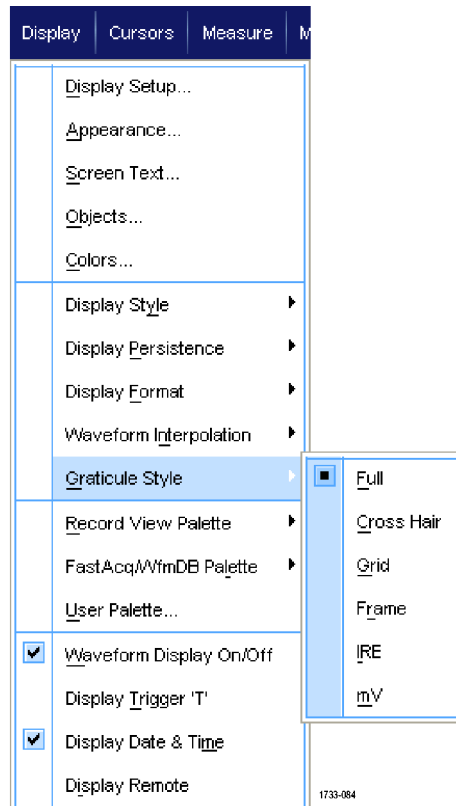 Display Cursors Measure M
Display Setup...
Appearance...
Screen Text...
Objects...
Colors...
Display Style
Display Persistence
Display Format
Waveform Interpolation
Graticule Style
Full
Cross Hair
Grid
Frame
IRE
mV
Record View Palette
FastAcq/WfmDB Palette
User Palette...
Waveform Display On/Off
Display Trigger 'T'
Display Date & Time
Display Remote
1733-084